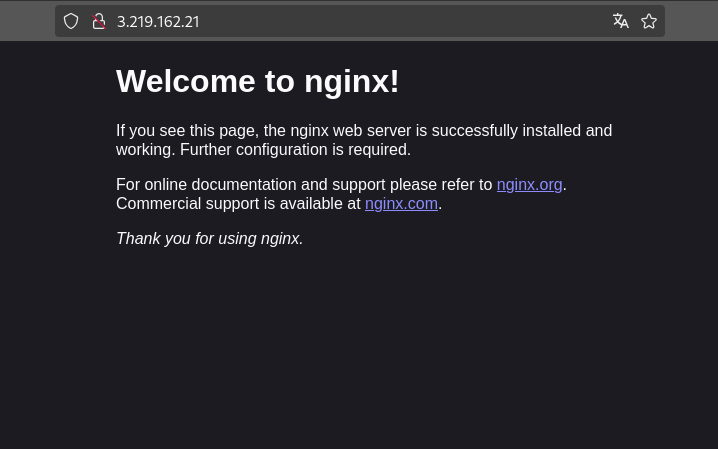 3.219.162.21
Welcome to nginx!
If you see this page, the nginx web server is successfully installed and
working. Further configuration is required.
For online documentation and support please refer to nginx.org.
Commercial support is available at nginx.com.
Thank you for using nginx.